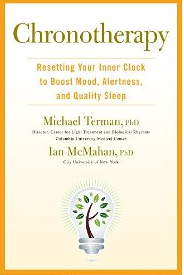 Chronotherapy
Resetting Your Inner Clock
to Boost Mood, Alertness,
and Quality Sleep
Michael Terman, PhD
Director, Center for Light Treatment and Biological Rhythms
Columbia University Medical Center
Ian McMahan, PhD
City University of New York